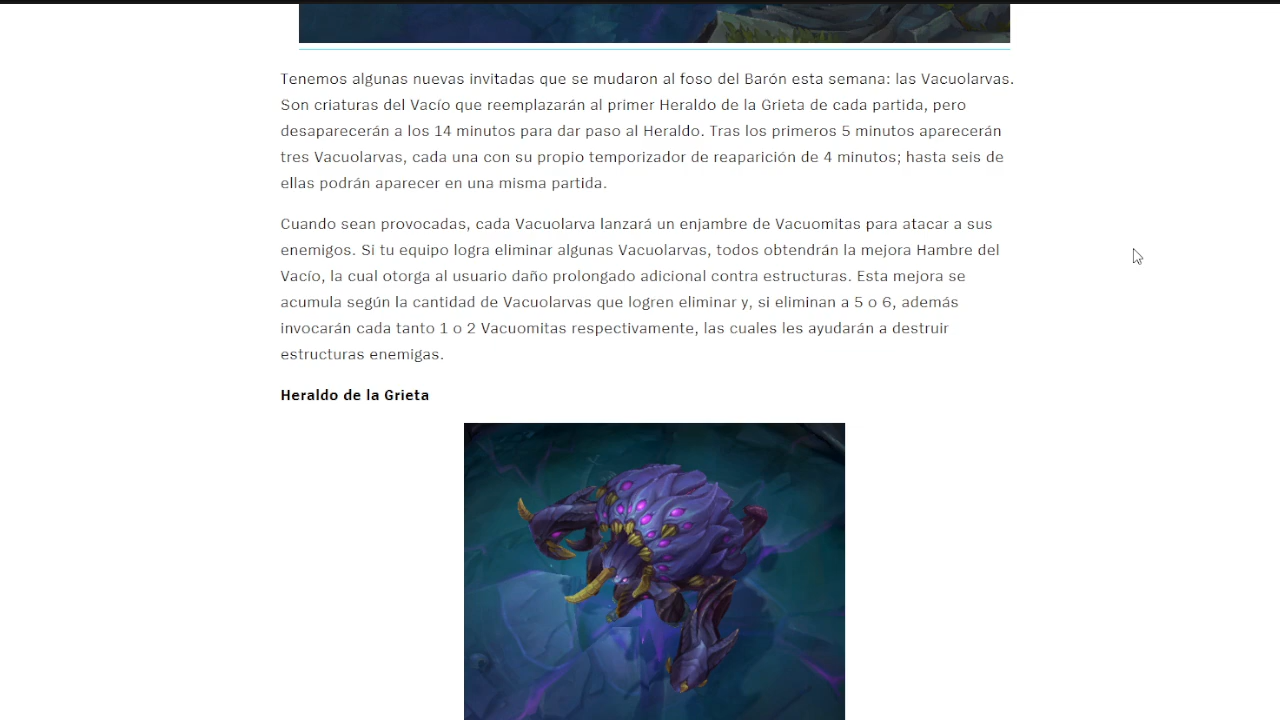 Tenemos algunas nuevas invitadas que se mudaron al foso del Barón esta semana: las Vacuolarvas.
Son criaturas del Vacío que reemplazarán al primer Heraldo de la Grieta de cada partida, pero
desaparecerán a los 14 minutos para dar paso al Heraldo. Tras los primeros 5 minutos aparecerán
tres Vacuolarvas, cada una con su propio temporizador de reaparición de 4 minutos; hasta seis de
ellas podrán aparecer en una misma partida.
Cuando sean provocadas, cada Vacuolarva lanzará un enjambre de Vacuomitas para atacar a sus
enemigos. Si tu equipo logra eliminar algunas Vacuolarvas, todos obtendrán la mejora Hambre del
Vacío, la cual otorga al usuario daño prolongado adicional contra estructuras. Esta mejora se
acumula según la cantidad de Vacuolarvas que logren eliminar y, si eliminan a 5 o 6, además
invocarán cada tanto 1 o 2 Vacuomitas respectivamente, las cuales les ayudarán a destruir
estructuras enemigas.
Heraldo de la Grieta